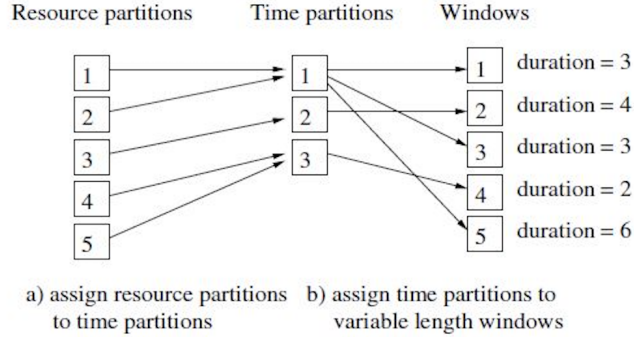 Resource partitions Time partitions Windows
1 1 1 duration = 3
2 2 2 duration = 4
3 3 3 duration = 3
4 4 duration = 2
5 5 duration = 6
a) assign resource partitions b) assign time partitions to
to time partitions variable length windows